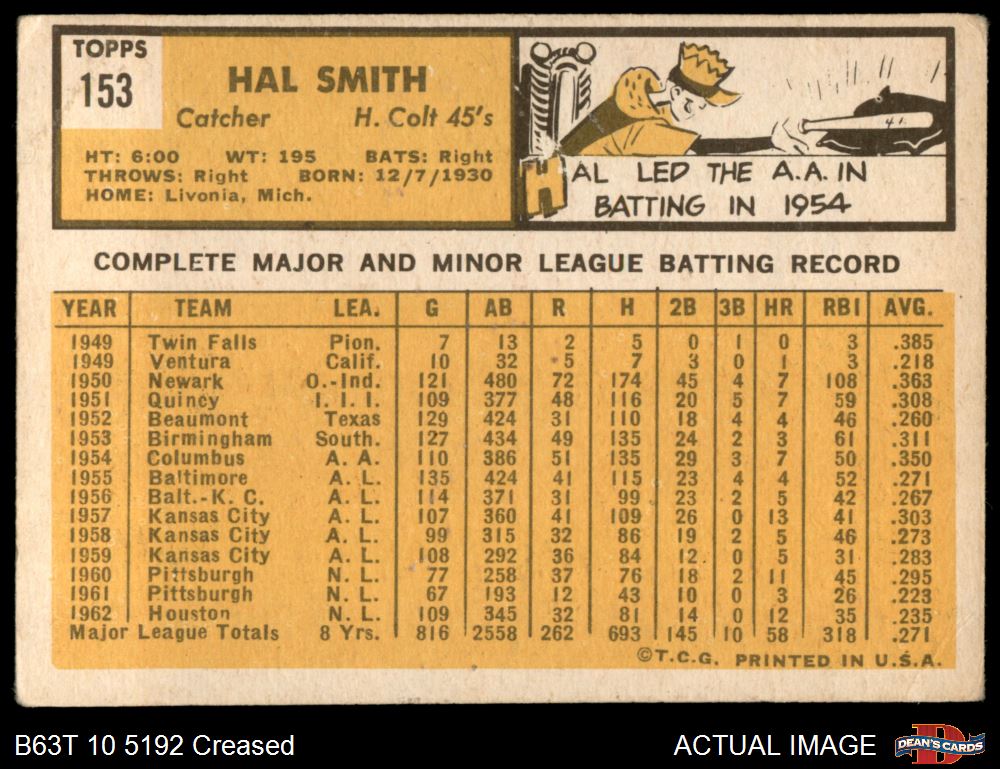 TOPPS
153
HAL SMITH
Catcher H. Colt 45's
HT: 6:00 WT: 195 BATS: Right
THROWS: Right BORN: 12/7/1930
HOME: Livonia, Mich.
41
HAL LED THE A.A. IN
BATTING IN 1954
COMPLETE MAJOR AND MINOR LEAGUE BATTING RECORD
YEAR TEAM LEA. G AB R H 2B 3B HR RBI AVG.
1949 Twin Falls Pion. 7 13 2 5 0 1 0 3 .385
1949 Ventura Calif. 10 32 5 7 3 0 1 3 .218
1950 Newark O.-Ind. 121 480 72 174 45 4 7 108 .363
1951 Quincy I. I. I. 109 377 48 116 20 5 7 59 .308
1952 Beaumont Texas 129 424 31 110 18 4 4 46 .260
1953 Birmingham South. 127 434 49 135 24 2 3 61 .311
1954 Columbus A. A. 110 386 51 135 29 3 7 50 .350
1955 Baltimore A. L. 135 424 41 115 23 4 4 52 .271
1956 Balt.-K. C. A. L. 114 371 31 99 23 2 5 42 .267
1957 Kansas City A. L. 107 360 41 109 26 0 13 41 .303
1958 Kansas City A. L. 99 315 32 86 19 2 5 46 .273
1959 Kansas City A. L. 108 292 36 84 12 0 5 31 .283
1960 Pittsburgh N. L. 77 258 37 76 18 2 11 45 .295
1961 Pittsburgh N. L. 67 193 12 43 10 0 3 26 .223
1962 Houston N. L. 109 345 32 81 14 0 12 35 .235
Major League Totals 8 Yrs. 816 2558 262 693 145 10 58 318 .271
©T.C.G. PRINTED IN U.S.A.
B63T 10 5192 Creased ACTUAL IMAGE
DEAN'S CARDS